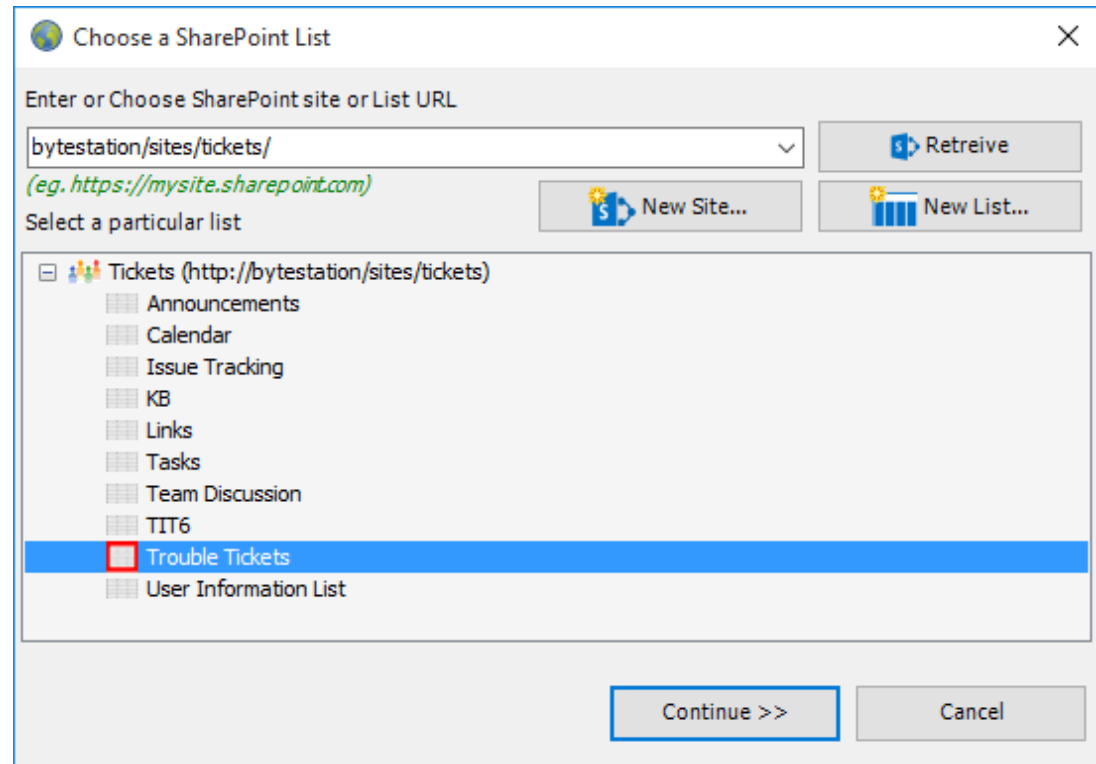 Choose a SharePoint List
Enter or Choose SharePoint site or List URL
bytestation/sites/tickets/
Retreive
(eg. https://mysite.sharepoint.com)
New Site...
New List...
Select a particular list
Tickets (http://bytestation/sites/tickets)
Announcements
Calendar
Issue Tracking
KB
Links
Tasks
Team Discussion
TIT6
Trouble Tickets
User Information List
Continue >>
Cancel